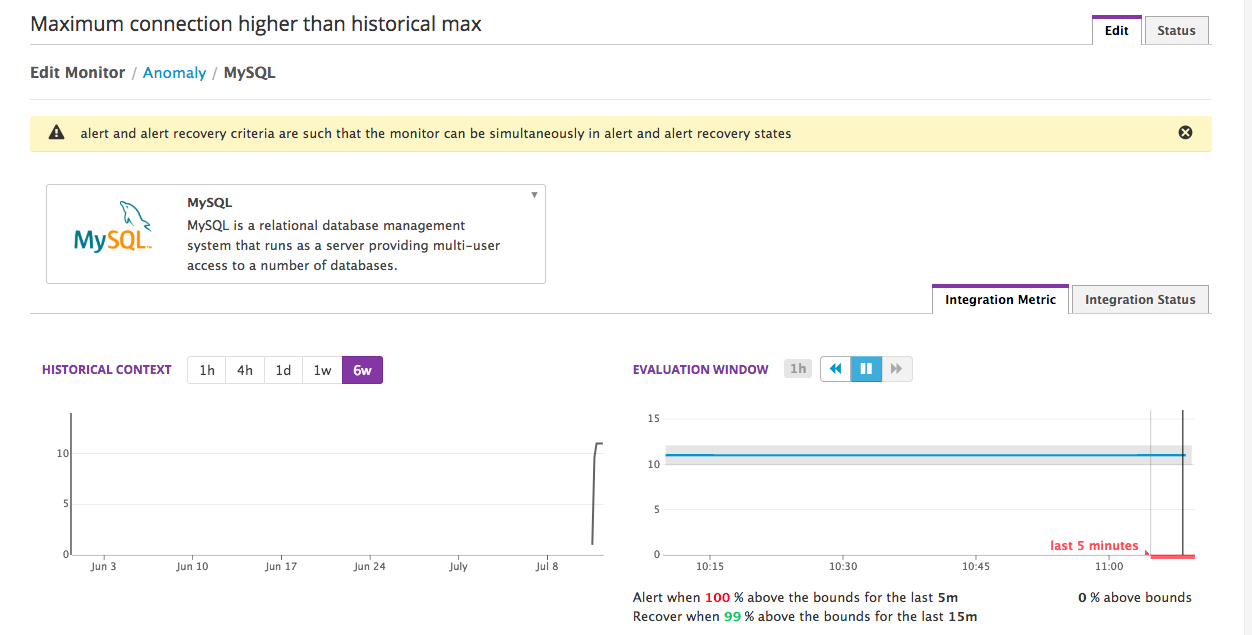 Maximum connection higher than historical max
Edit
Status
Edit Monitor / Anomaly / MySQL
alert and alert recovery criteria are such that the monitor can be simultaneously in alert and alert recovery states
MySQL™
MySQL
MySQL is a relational database management
system that runs as a server providing multi-user
access to a number of databases.
Integration Metric
Integration Status
HISTORICAL CONTEXT
1h 4h 1d 1w 6w
10
5
0
Jun 3 Jun 10 Jun 17 Jun 24 July Jul 8
EVALUATION WINDOW
1h
15
10
5
0
last 5 minutes
10:15 10:30 10:45 11:00
Alert when 100 % above the bounds for the last 5m
0 % above bounds
Recover when 99 % above the bounds for the last 15m